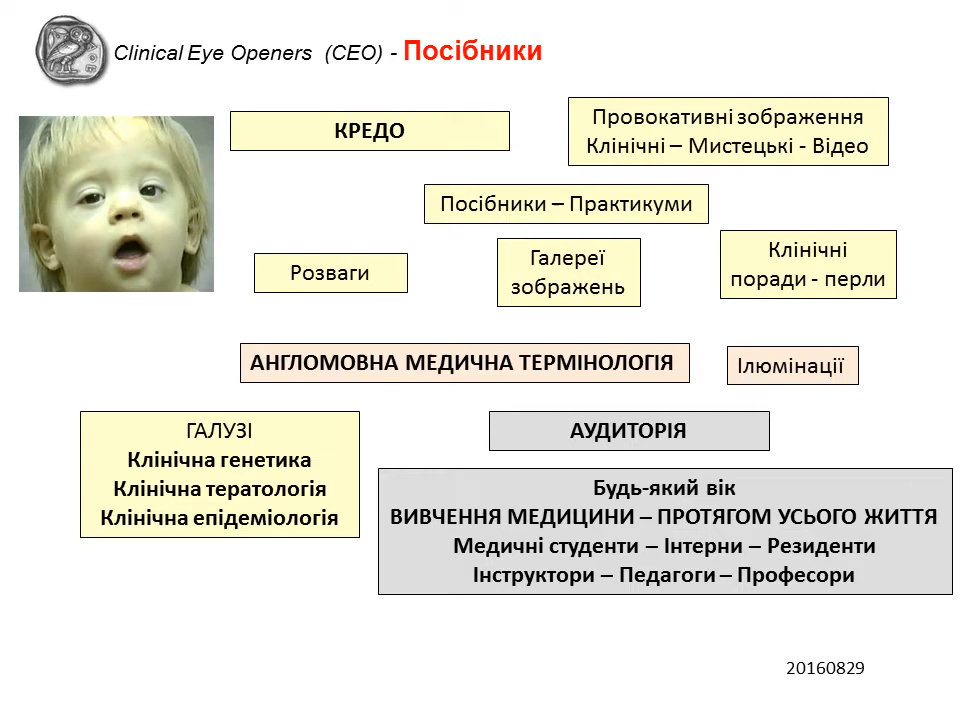 Clinical Eye Openers (CEO) - Посібники
КРЕДО
Провокативні зображення
Клінічні – Мистецькі - Відео
Посібники – Практикуми
Розваги
Галереї
зображень
Клінічні
поради - перли
АНГЛОМОВНА МЕДИЧНА ТЕРМІНОЛОГІЯ
Ілюмінації
ГАЛУЗІ
Клінічна генетика
Клінічна тератологія
Клінічна епідеміологія
АУДИТОРІЯ
Будь-який вік
ВИВЧЕННЯ МЕДИЦИНИ – ПРОТЯГОМ УСЬОГО ЖИТТЯ
Медичні студенти – Інтерни – Резиденти
Інструктори – Педагоги – Професори
20160829